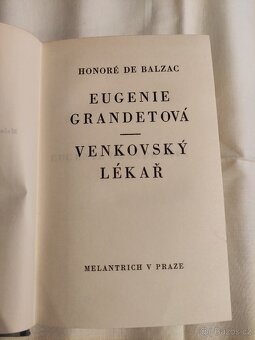 HONORÉ DE BALZAC
EUGENIE
GRANDETOVÁ
VENKOVSKÝ
LÉKAŘ
MELANTRICH V PRAZE